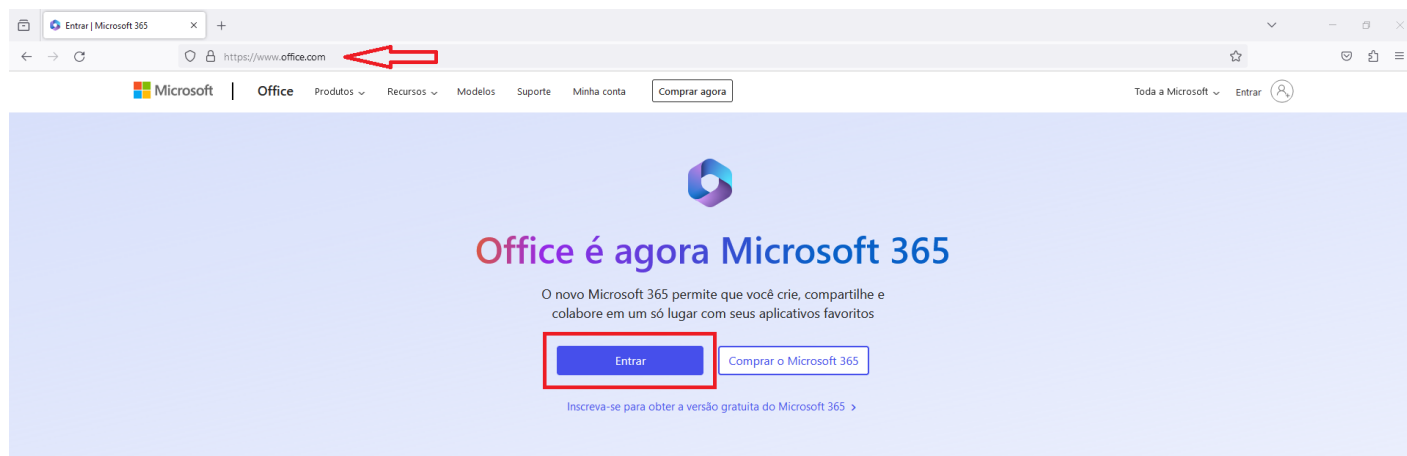 Entrar | Microsoft 365
https://www.office.com
Microsoft Office Produtos Recursos Modelos Suporte Minha conta Comprar agora Toda a Microsoft Entrar
Office é agora Microsoft 365
O novo Microsoft 365 permite que você crie, compartilhe e
colabore em um só lugar com seus aplicativos favoritos
Entrar Comprar o Microsoft 365
Inscreva-se para obter a versão gratuita do Microsoft 365